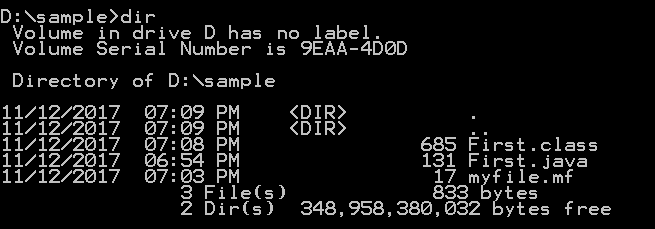 D:\sample>dir
Volume in drive D has no label.
Volume Serial Number is 9EAA-4D0D
Directory of D:\sample
11/12/2017 07:09 PM <DIR> .
11/12/2017 07:09 PM <DIR> ..
11/12/2017 07:08 PM 685 First.class
11/12/2017 06:54 PM 131 First.java
11/12/2017 07:03 PM 17 myfile.mf
3 File(s) 833 bytes
2 Dir(s) 348,958,380,032 bytes free